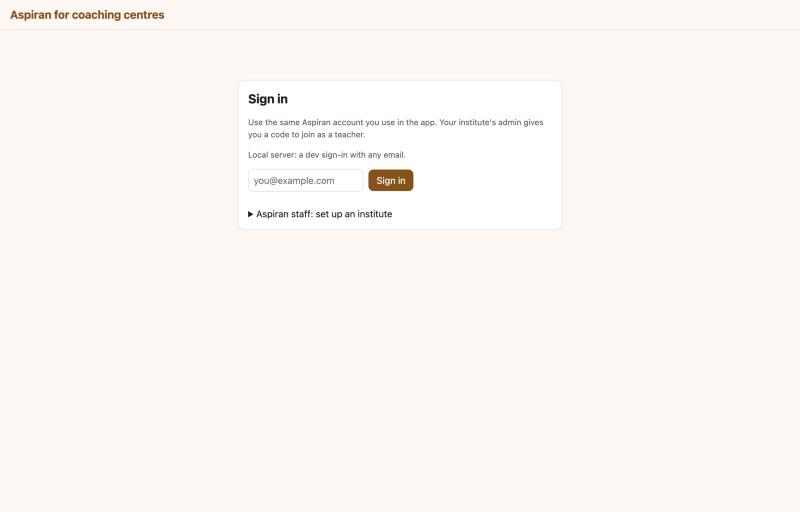 Aspiran for coaching centres
Sign in
Use the same Aspiran account you use in the app. Your institute's admin gives
you a code to join as a teacher.
Local server: a dev sign-in with any email.
you@example.com
Sign in
Aspiran staff: set up an institute